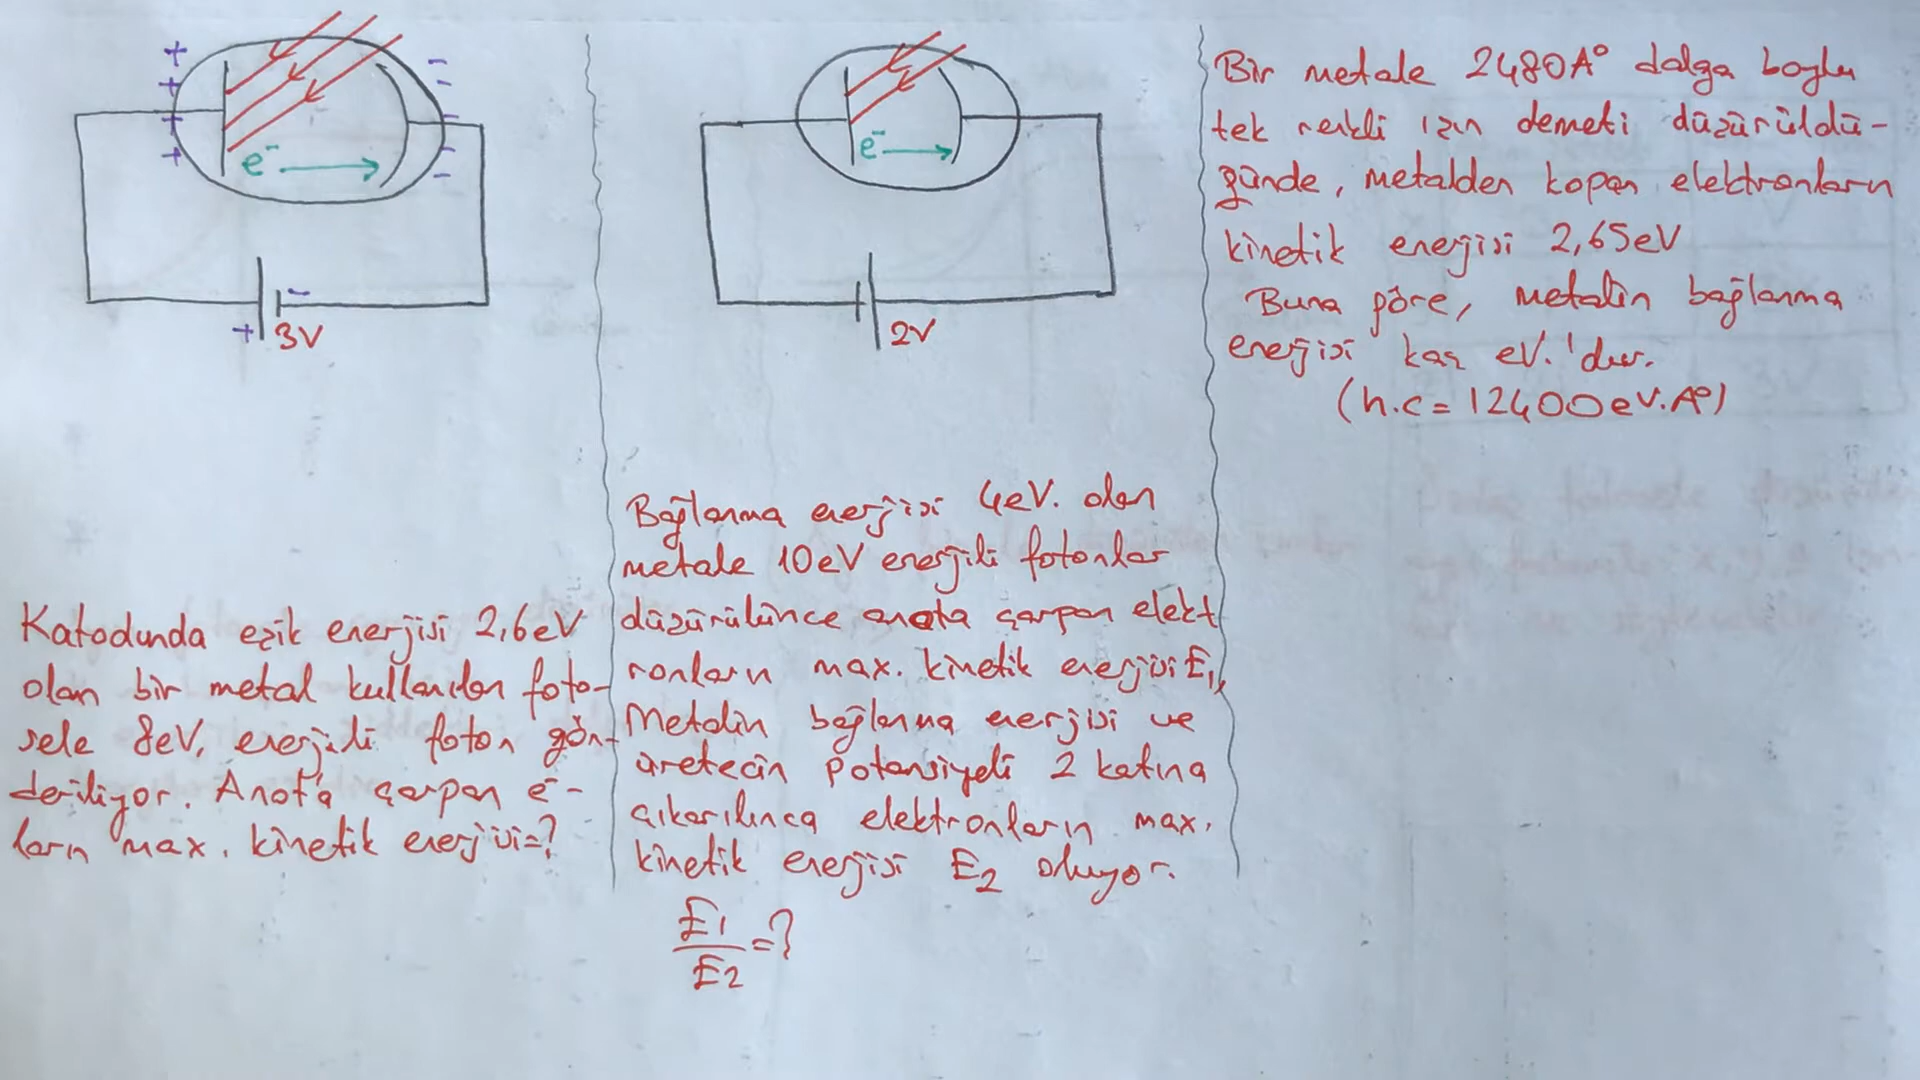 e⁻
3V
+
-
Katodunda eşik enerjisi 2,6eV
olan bir metal kullanılan foto-
sele 8eV. enerjili foton gön-
deriliyor. Anot'a çarpan e⁻-
ların max. kinetik enerjisi=?
e⁻
2V
Bağlanma enerjisi 4eV. olan
metale 10eV enerjili fotonlar
düşürülünce anota çarpan elekt
ronların max. kinetik enerjisi E₁,
Metalin bağlanma enerjisi ve
üretecin potansiyeli 2 katına
çıkarılınca elektronların max.
kinetik enerjisi E₂ oluyor.
E₁/E₂=?
Bir metale 2480A° dalga boylu
tek renkli ışın demeti düşürüldü-
ğünde, metalden kopan elektronların
kinetik enerjisi 2,65eV
Buna göre, metalin bağlanma
enerjisi kaç eV.'dur.
(h.c=12400eV.A°)